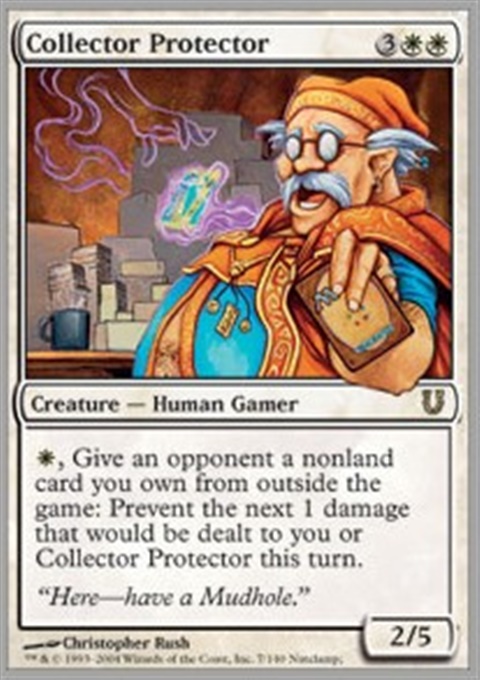 Collector Protector 3
Creature — Human Gamer
, Give an opponent a nonland
card you own from outside the
game: Prevent the next 1 damage
that would be dealt to you or
Collector Protector this turn.
“Here—have a Mudhole.”
Christopher Rush
2/5
™ & © 1993–2004 Wizards of the Coast, Inc. 7/140